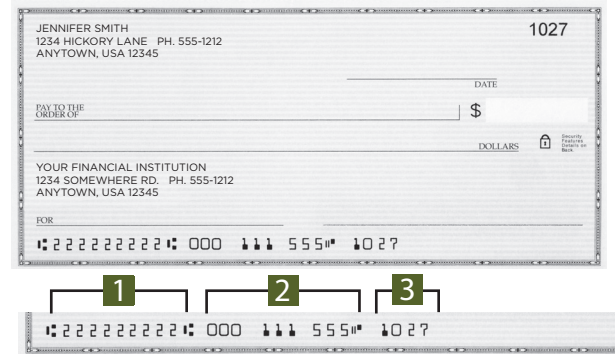 JENNIFER SMITH
1027
1234 HICKORY LANE PH. 555-1212
ANYTOWN, USA 12345
DATE
PAY TO THE
ORDER OF
$
DOLLARS
Security
Features
Details on
Back
YOUR FINANCIAL INSTITUTION
1234 SOMEWHERE RD. PH. 555-1212
ANYTOWN, USA 12345
FOR
⑆222222222⑆ 000 111 555⑈ 1027
1 2 3
⑆222222222⑆ 000 111 555⑈ 1027